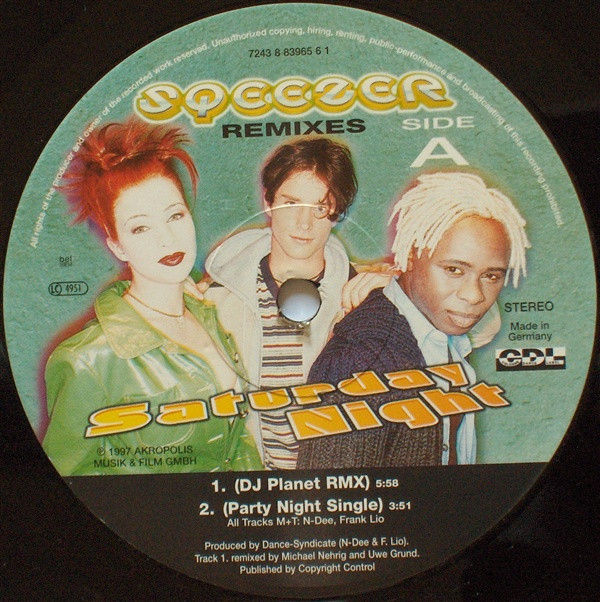 All rights of the producer and owner of the recorded work reserved. Unauthorized copying, hiring, renting, public-performance and broadcasting of this recording prohibited.
7243 8 83965 6 1
SQEEZER
REMIXES
SIDE
A
bel
BIEM
LC 4951
STEREO
Made in
Germany
CDL
Saturday
Night
℗ 1997 AKROPOLIS
MUSIK & FILM GMBH
1. (DJ Planet RMX) 5:58
2. (Party Night Single) 3:51
All Tracks M+T: N-Dee, Frank Lio
Produced by Dance-Syndicate (N-Dee & F. Lio).
Track 1. remixed by Michael Nehrig and Uwe Grund.
Published by Copyright Control